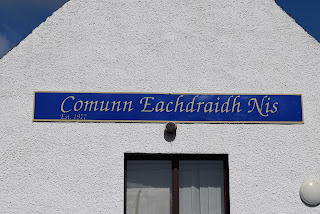 Comunn Eachdraidh Nis
Est. 1977